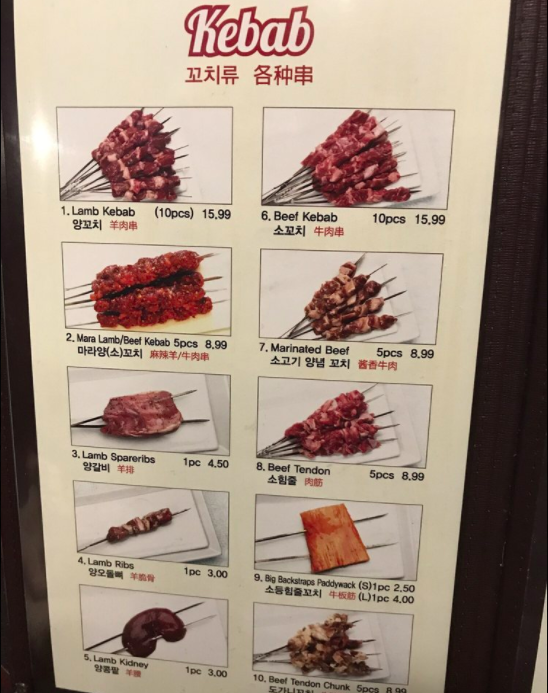 Kebab
꼬치류 各种串
1. Lamb Kebab (10pcs) 15.99
양꼬치 羊肉串
2. Mara Lamb/Beef Kebab 5pcs 8.99
마라양(소)꼬치 麻辣羊/牛肉串
3. Lamb Spareribs 1pc 4.50
양갈비 羊排
4. Lamb Ribs 1pc 3.00
양오돌뼈 羊脆骨
5. Lamb Kidney 1pc 3.00
양콩팥 羊腰
6. Beef Kebab 10pcs 15.99
소꼬치 牛肉串
7. Marinated Beef 5pcs 8.99
소고기 양념 꼬치 酱香牛肉
8. Beef Tendon 5pcs 8.99
소힘줄 肉筋
9. Big Backstraps Paddywack (S)1pc 2.50
소등힘줄꼬치 牛板筋 (L)1pc 4.00
10. Beef Tendon Chunk 5pcs 8.99
도가니꼬치